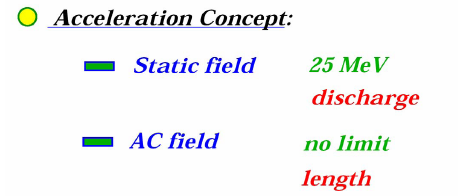 Acceleration Concept:
Static field 25 MeV
discharge
AC field no limit
length